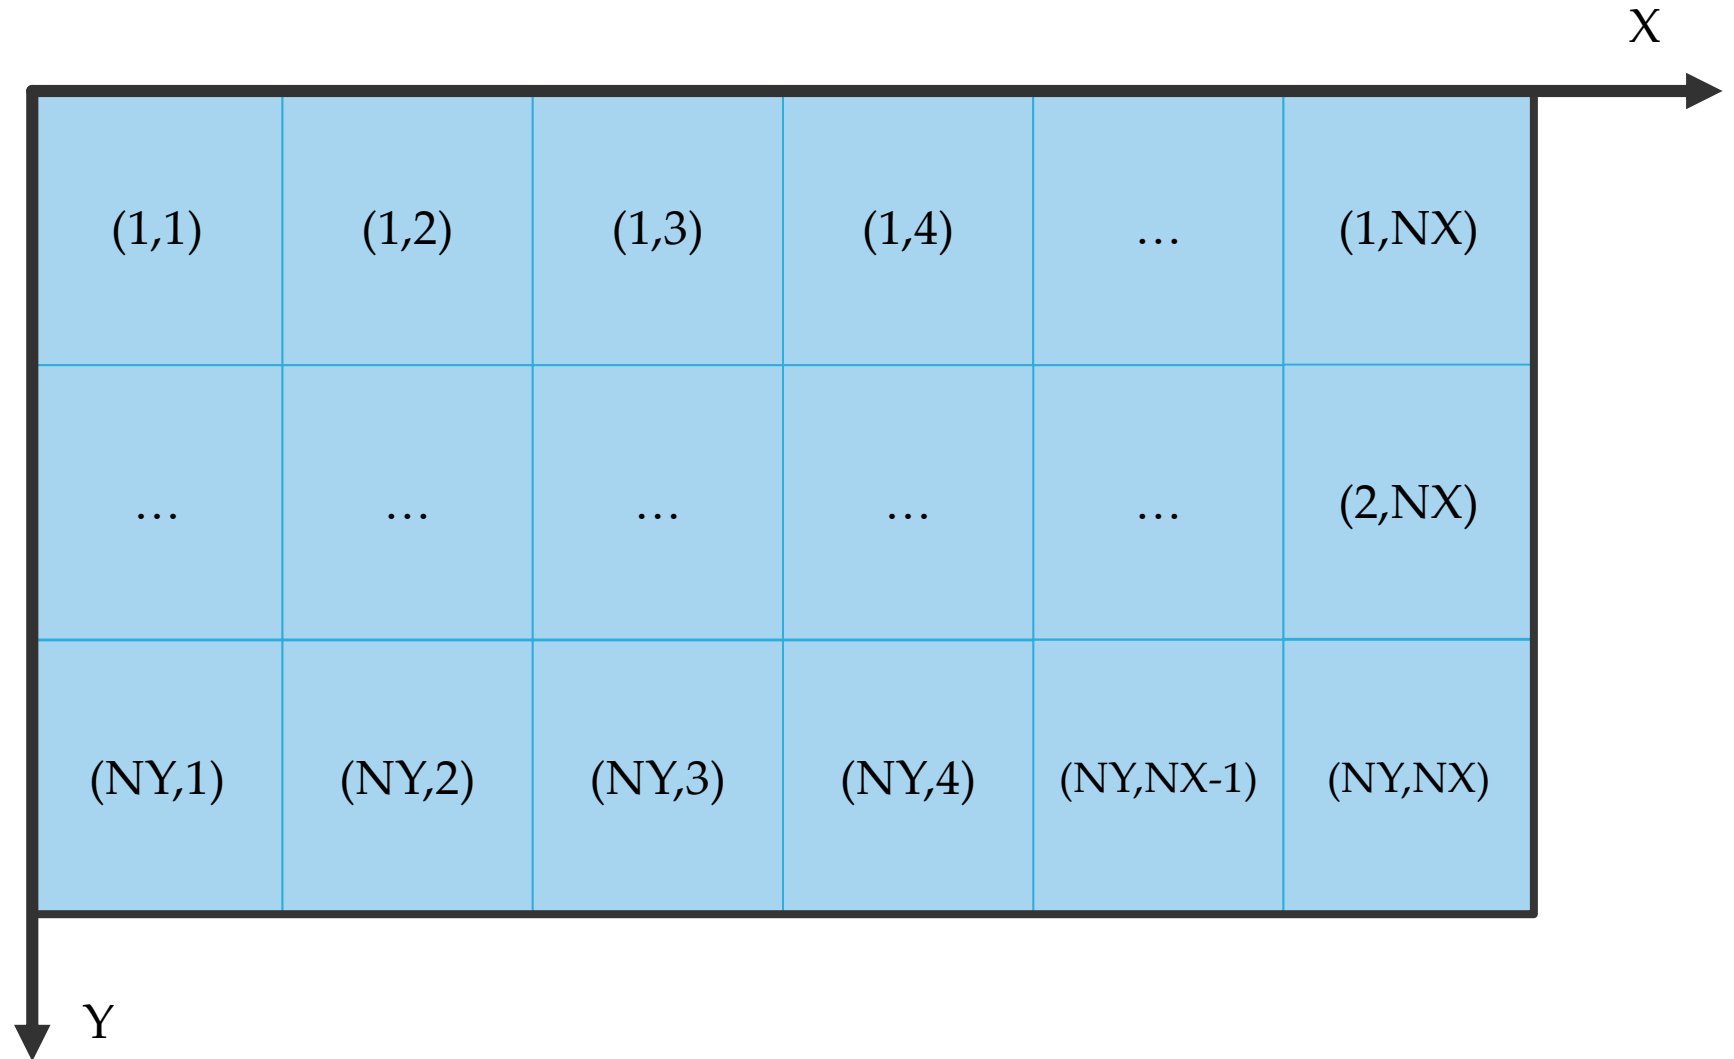 X
(1,1) (1,2) (1,3) (1,4) … (1,NX)
… … … … … (2,NX)
(NY,1) (NY,2) (NY,3) (NY,4) (NY,NX-1) (NY,NX)
Y